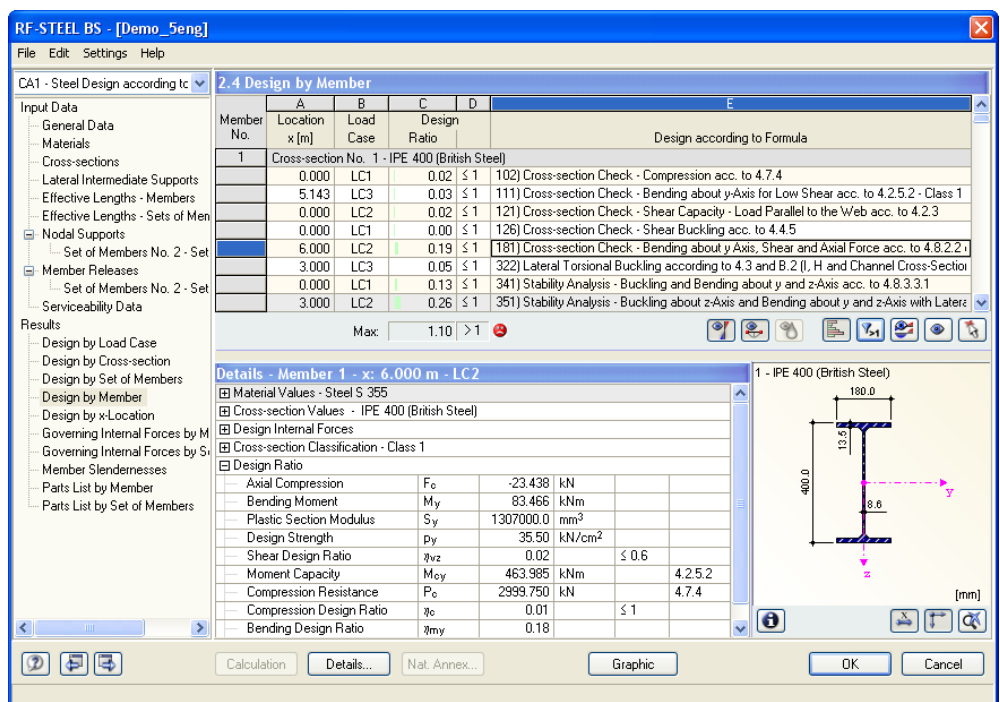 RF-STEEL BS - [Demo_5eng]
File Edit Settings Help
CA1 - Steel Design according to
Input Data
General Data
Materials
Cross-sections
Lateral Intermediate Supports
Effective Lengths - Members
Effective Lengths - Sets of Men
Nodal Supports
Set of Members No. 2 - Set
Member Releases
Set of Members No. 2 - Set
Serviceability Data
Results
Design by Load Case
Design by Cross-section
Design by Set of Members
Design by Member
Design by x-Location
Governing Internal Forces by M
Governing Internal Forces by S
Member Slendernesses
Parts List by Member
Parts List by Set of Members
2.4 Design by Member
A B C D E
Member Location Load Design
No. x [m] Case Ratio Design according to Formula
1 Cross-section No. 1 - IPE 400 (British Steel)
0.000 LC1 0.02 ≤ 1 102) Cross-section Check - Compression acc. to 4.7.4
5.143 LC3 0.03 ≤ 1 111) Cross-section Check - Bending about y-Axis for Low Shear acc. to 4.2.5.2 - Class 1
0.000 LC2 0.02 ≤ 1 121) Cross-section Check - Shear Capacity - Load Parallel to the Web acc. to 4.2.3
0.000 LC1 0.00 ≤ 1 126) Cross-section Check - Shear Buckling acc. to 4.4.5
6.000 LC2 0.19 ≤ 1 181) Cross-section Check - Bending about y Axis, Shear and Axial Force acc. to 4.8.2.2
3.000 LC3 0.05 ≤ 1 322) Lateral Torsional Buckling according to 4.3 and B.2 (I, H and Channel Cross-Section
0.000 LC1 0.13 ≤ 1 341) Stability Analysis - Buckling and Bending about y and z-Axis acc. to 4.8.3.3.1
3.000 LC2 0.26 ≤ 1 351) Stability Analysis - Buckling about z-Axis and Bending about y and z-Axis with Latera
Max: 1.10 > 1
Details - Member 1 - x: 6.000 m - LC2
Material Values - Steel S 355
Cross-section Values - IPE 400 (British Steel)
Design Internal Forces
Cross-section Classification - Class 1
Design Ratio
Axial Compression Fc -23.438 kN
Bending Moment My 83.466 kNm
Plastic Section Modulus Sy 1307000.0 mm³
Design Strength py 35.50 kN/cm²
Shear Design Ratio ηvz 0.02 ≤ 0.6
Moment Capacity Mcy 463.985 kNm 4.2.5.2
Compression Resistance Pc 2999.750 kN 4.7.4
Compression Design Ratio ηc 0.01 ≤ 1
Bending Design Ratio ηmy 0.18
1 - IPE 400 (British Steel)
180.0
13.5
400.0
8.6
y
z
[mm]
Calculation Details... Nat. Annex... Graphic OK Cancel